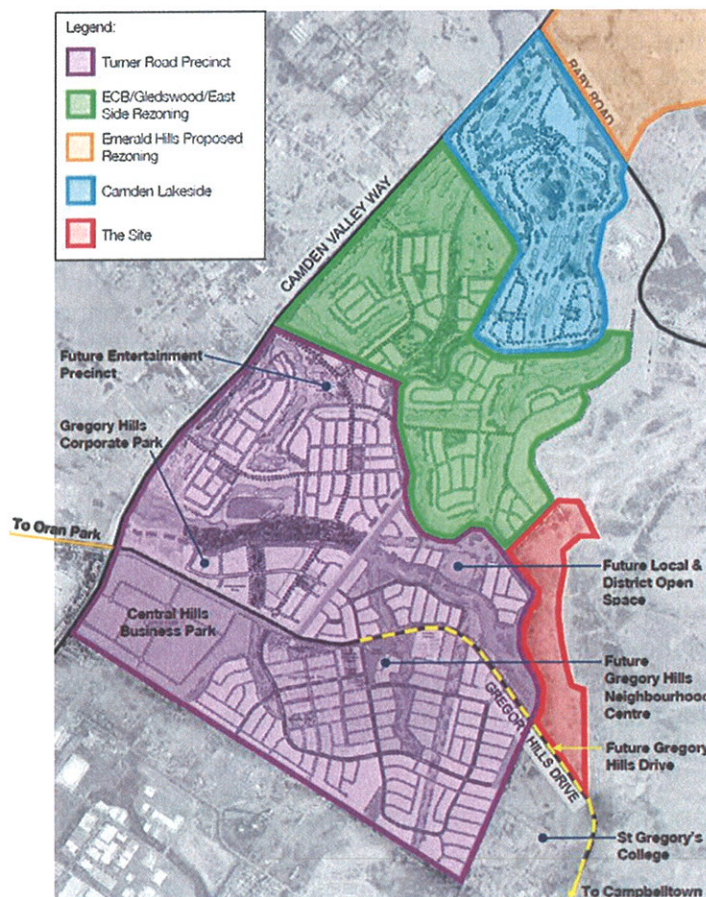 Legend:
Turner Road Precinct
ECB/Gledswood/East
Side Rezoning
Emerald Hills Proposed
Rezoning
Camden Lakeside
The Site
RABY ROAD
CAMDEN VALLEY WAY
Future Entertainment
Precinct
Gregory Hills
Corporate Park
To Oran Park
Central Hills
Business Park
Future Local &
District Open
Space
Future
Gregory Hills
Neighbourhood
Centre
GREGORY HILLS DRIVE
Future Gregory
Hills Drive
St Gregory's
College
To Campbelltown